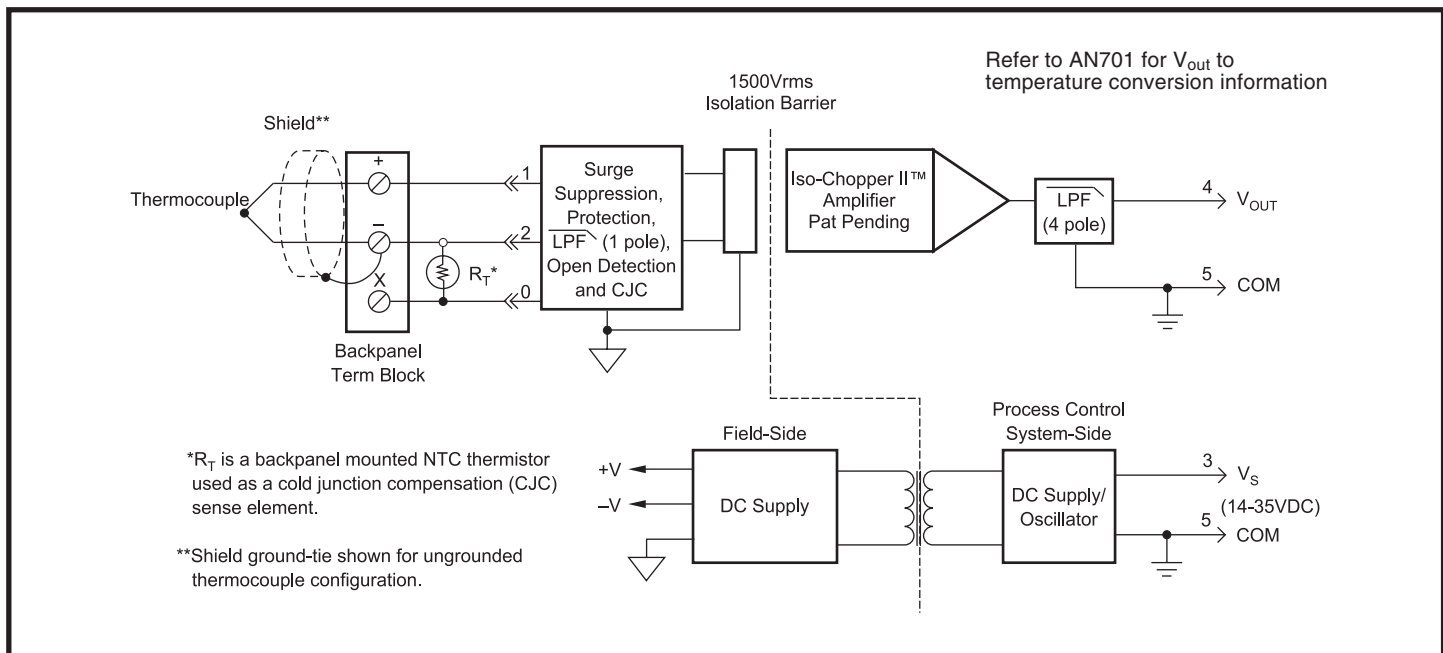 Refer to AN701 for Vout to
temperature conversion information
1500Vrms
Isolation Barrier
Shield**
Thermocouple
+
–
X
1
2
0
RT*
Backpanel
Term Block
Surge
Suppression,
Protection,
LPF (1 pole),
Open Detection
and CJC
Iso-Chopper II™
Amplifier
Pat Pending
LPF
(4 pole)
4
VOUT
5
COM
*RT is a backpanel mounted NTC thermistor
used as a cold junction compensation (CJC)
sense element.
**Shield ground-tie shown for ungrounded
thermocouple configuration.
Field-Side
+V
–V
DC Supply
Process Control
System-Side
DC Supply/
Oscillator
3
VS
(14-35VDC)
5
COM